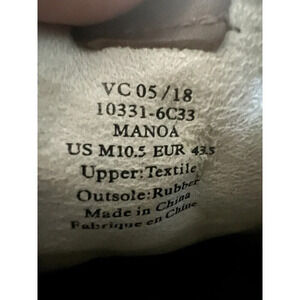 VC 05/18
10331-6C33
MANOA
US M10.5 EUR 43.5
Upper:Textile
Outsole:Rubber
Made in China
Fabrique en Chine